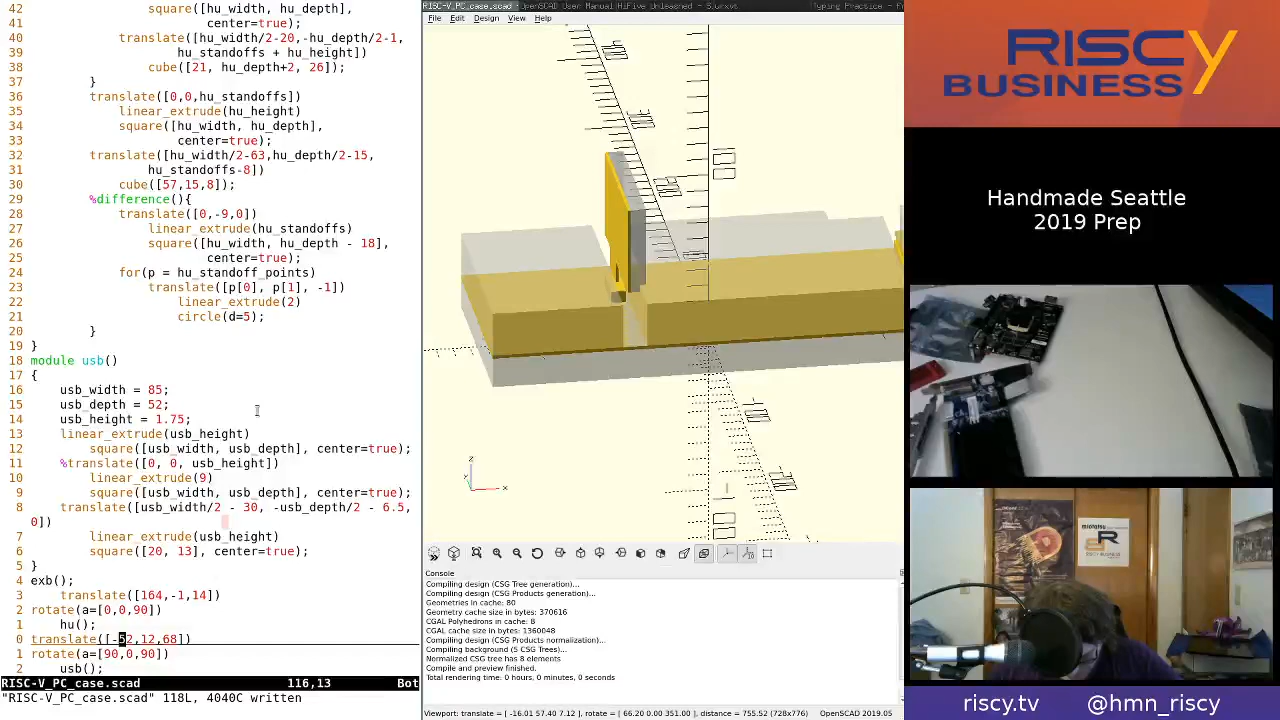 42                 square([hu_width, hu_depth],
41                         center=true);
40             translate([hu_width/2-20,-hu_depth/2-1,
39                     hu_standoffs + hu_height])
38                 cube([21, hu_depth+2, 26]);
37         }
36         translate([0,0,hu_standoffs])
35             linear_extrude(hu_height)
34             square([hu_width, hu_depth],
33                     center=true);
32         translate([hu_width/2-63,hu_depth/2-15,
31                 hu_standoffs-8])
30             cube([57,15,8]);
29         %difference(){
28             translate([0,-9,0])
27                 linear_extrude(hu_standoffs)
26                 square([hu_width, hu_depth - 18],
25                         center=true);
24             for(p = hu_standoff_points)
23                 translate([p[0], p[1], -1])
22                     linear_extrude(2)
21                     circle(d=5);
20         }
19 }
18 module usb()
17 {
16     usb_width = 85;
15     usb_depth = 52;
14     usb_height = 1.75;
13     linear_extrude(usb_height)
12         square([usb_width, usb_depth], center=true);
11     %translate([0, 0, usb_height])
10         linear_extrude(9)
9         square([usb_width, usb_depth], center=true);
8     translate([usb_width/2 - 30, -usb_depth/2 - 6.5,
0])
7         linear_extrude(usb_height)
6         square([20, 13], center=true);
5 }
4 exb();
3     translate([164,-1,14])
2 rotate(a=[0,0,90])
1     hu();
0 translate([-52,12,68])
1 rotate(a=[90,0,90])
2     usb();
RISC-V_PC_case.scad 116,13 Bot
"RISC-V_PC_case.scad" 118L, 4040C written
RISC-V_PC_case.scad OpenSCAD User Manual HiFive Unleashed - Typing Practice
File Edit Design View Help
z
x
Console
Compiling design (CSG Tree generation)...
Compiling design (CSG Products generation)...
Geometries in cache: 80
Geometry cache size in bytes: 370616
CGAL Polyhedrons in cache: 8
CGAL cache size in bytes: 1360048
Compiling design (CSG Products normalization)...
Compiling background (5 CSG Trees)...
Normalized CSG tree has 8 elements
Compile and preview finished.
Total rendering time: 0 hours, 0 minutes, 0 seconds
Viewport: translate = [ -16.01 57.40 7.12 ], rotate = [ 66.20 0.00 351.00 ], distance = 755.52 (728x776) OpenSCAD 2019.05
RISCY
BUSINESS
Handmade Seattle
2019 Prep
RISCY
BUSINESS
riscy.tv @hmn_riscy